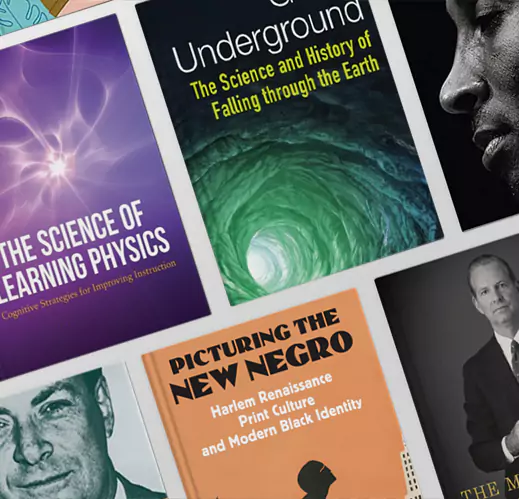 THE SCIENCE OF
LEARNING PHYSICS
Cognitive Strategies for Improving Instruction
Underground
The Science and History of
Falling through the Earth
PICTURING THE
NEW NEGRO
Harlem Renaissance
Print Culture
and Modern Black Identity
THE